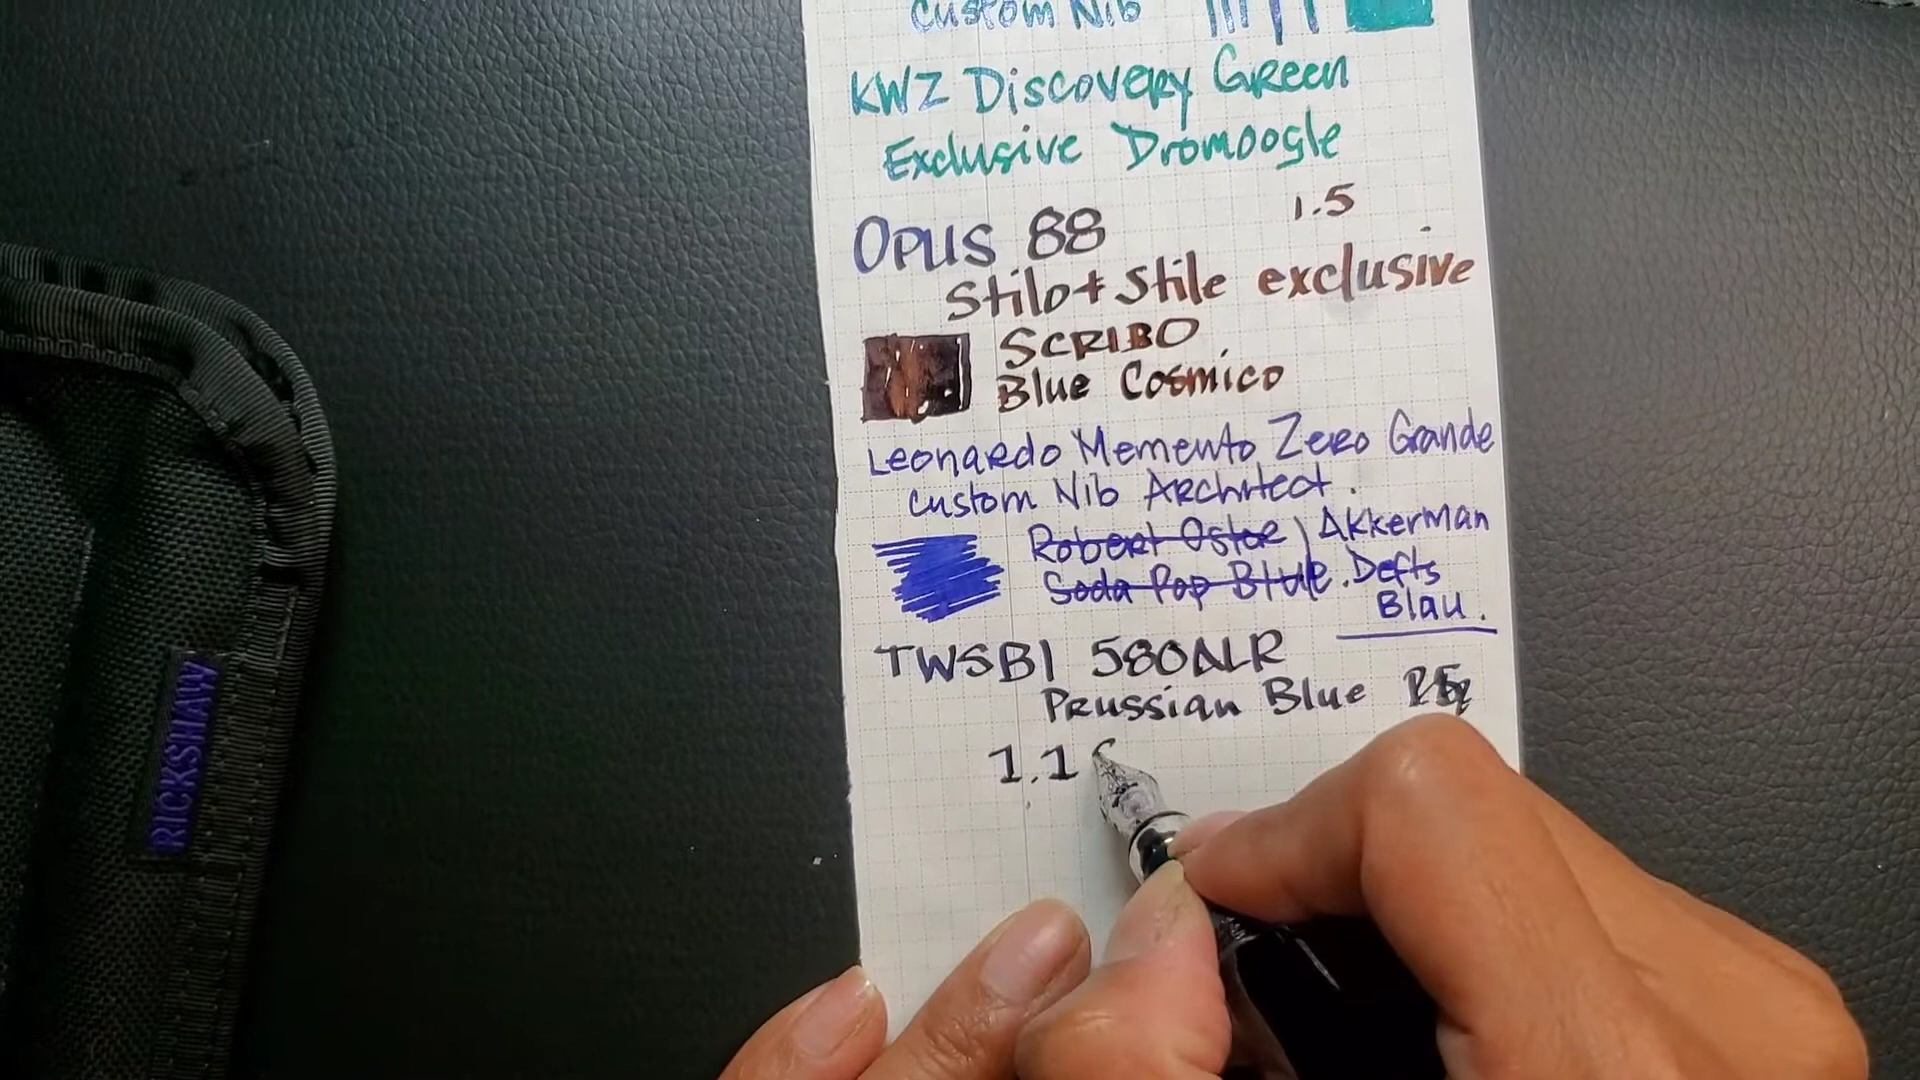 Custom Nib
KWZ Discovery Green
Exclusive Dromoogle
1.5
Opus 88
Stilo + Stile exclusive
SCRIBO
Blue Cosmico
Leonardo Memento Zero Grande
Custom Nib Architect.
Robert Oster / Akkerman
Soda Pop Blue. Defts
Blau.
TWSBI 580ALR
Prussian Blue
1.1
RICKSHAW